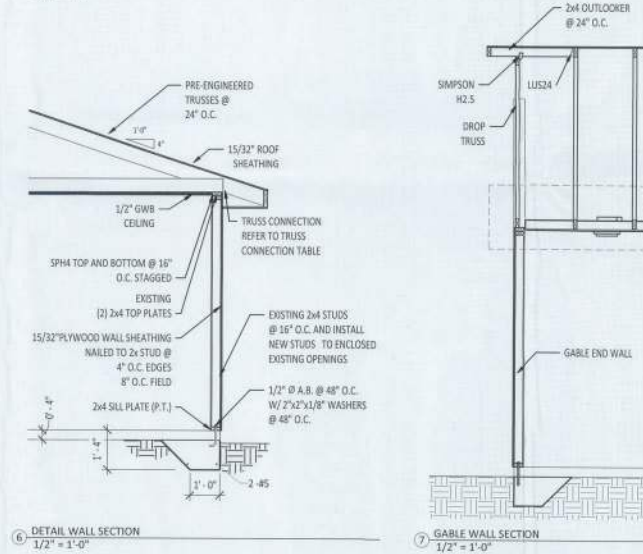 PRE-ENGINEERED
TRUSSES @
24" O.C.
1'-0"
4"
15/32" ROOF
SHEATHING
1/2" GWB
CEILING
TRUSS CONNECTION
REFER TO TRUSS
CONNECTION TABLE
SPH4 TOP AND BOTTOM @ 16"
O.C. STAGGED
EXISTING
(2) 2x4 TOP PLATES
15/32"PLYWOOD WALL SHEATHING
NAILED TO 2x STUD @
4" O.C. EDGES
8" O.C. FIELD
EXISTING 2x4 STUDS
@ 16" O.C. AND INSTALL
NEW STUDS TO ENCLOSED
EXISTING OPENINGS
2x4 SILL PLATE (P.T.)
1/2" Ø A.B. @ 48" O.C.
W/ 2"x2"x1/8" WASHERS
@ 48" O.C.
0' - 4"
1' - 4"
1' - 0"
2 -#5
6 DETAIL WALL SECTION
1/2" = 1'-0"
2x4 OUTLOOKER
@ 24" O.C.
SIMPSON
H2.5
LUS24
DROP
TRUSS
GABLE END WALL
7 GABLE WALL SECTION
1/2" = 1'-0"